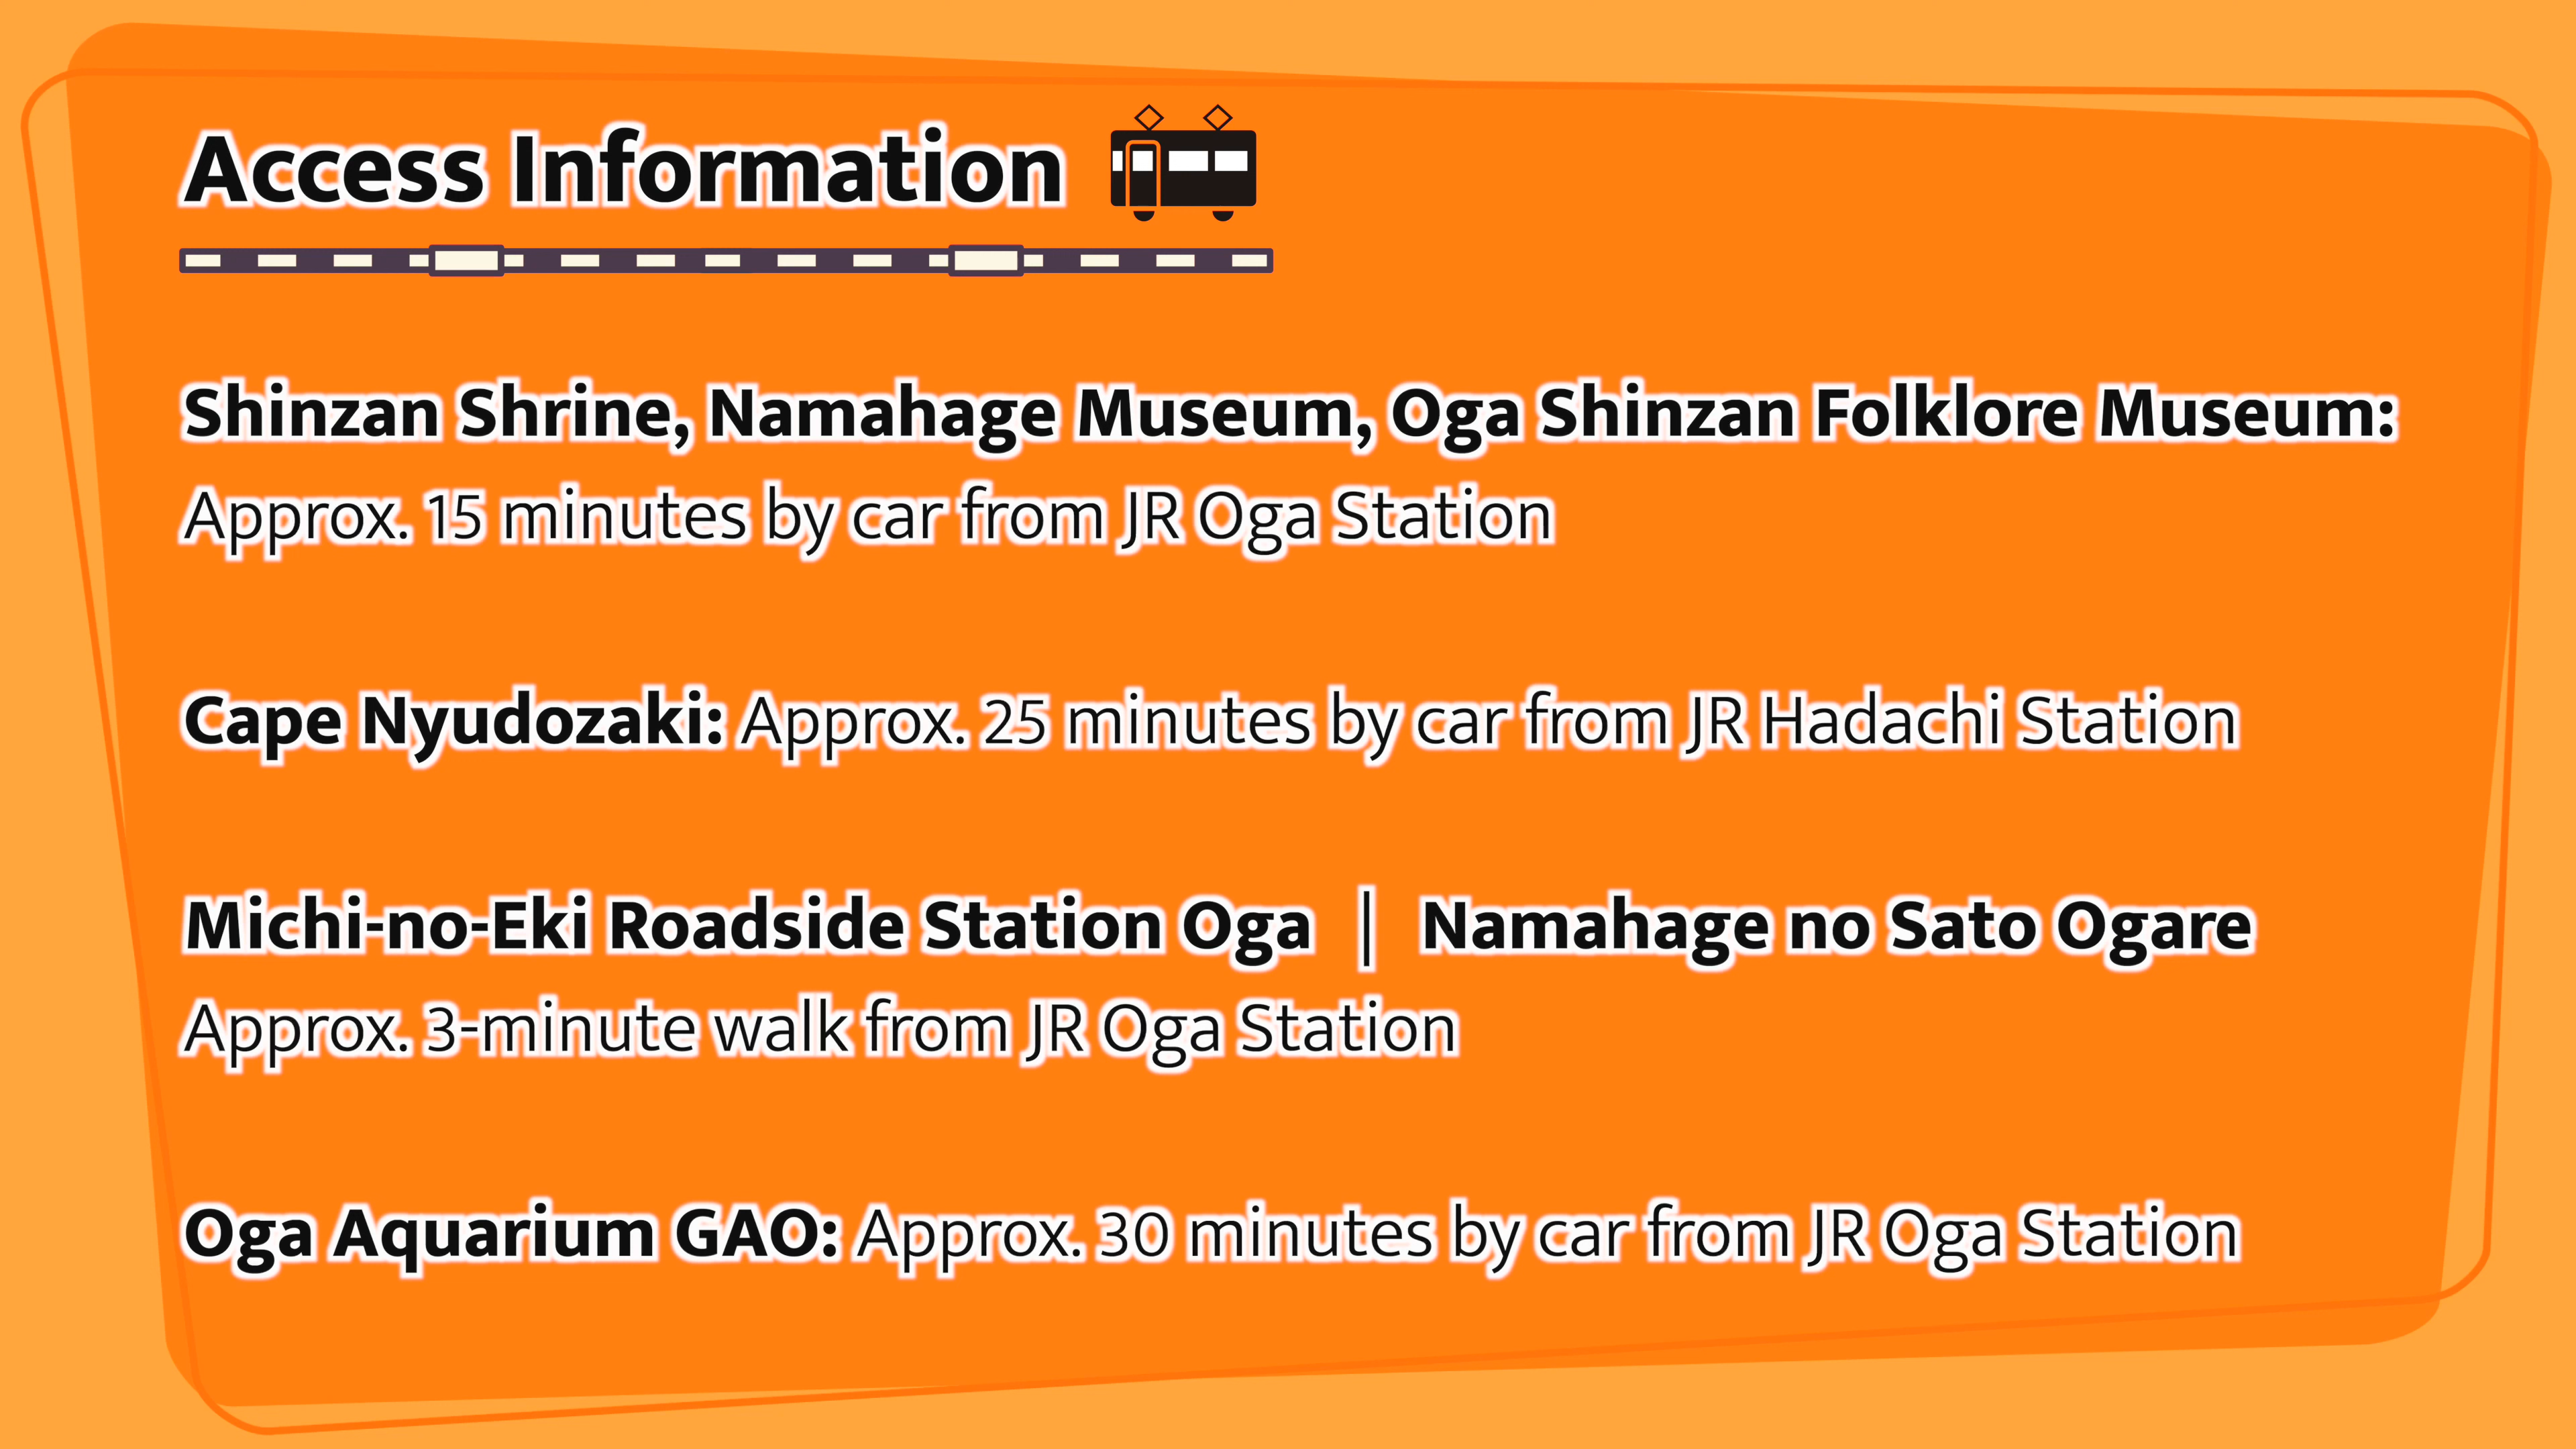 Access Information
Shinzan Shrine, Namahage Museum, Oga Shinzan Folklore Museum:
Approx. 15 minutes by car from JR Oga Station
Cape Nyudozaki: Approx. 25 minutes by car from JR Hadachi Station
Michi-no-Eki Roadside Station Oga | Namahage no Sato Ogare
Approx. 3-minute walk from JR Oga Station
Oga Aquarium GAO: Approx. 30 minutes by car from JR Oga Station